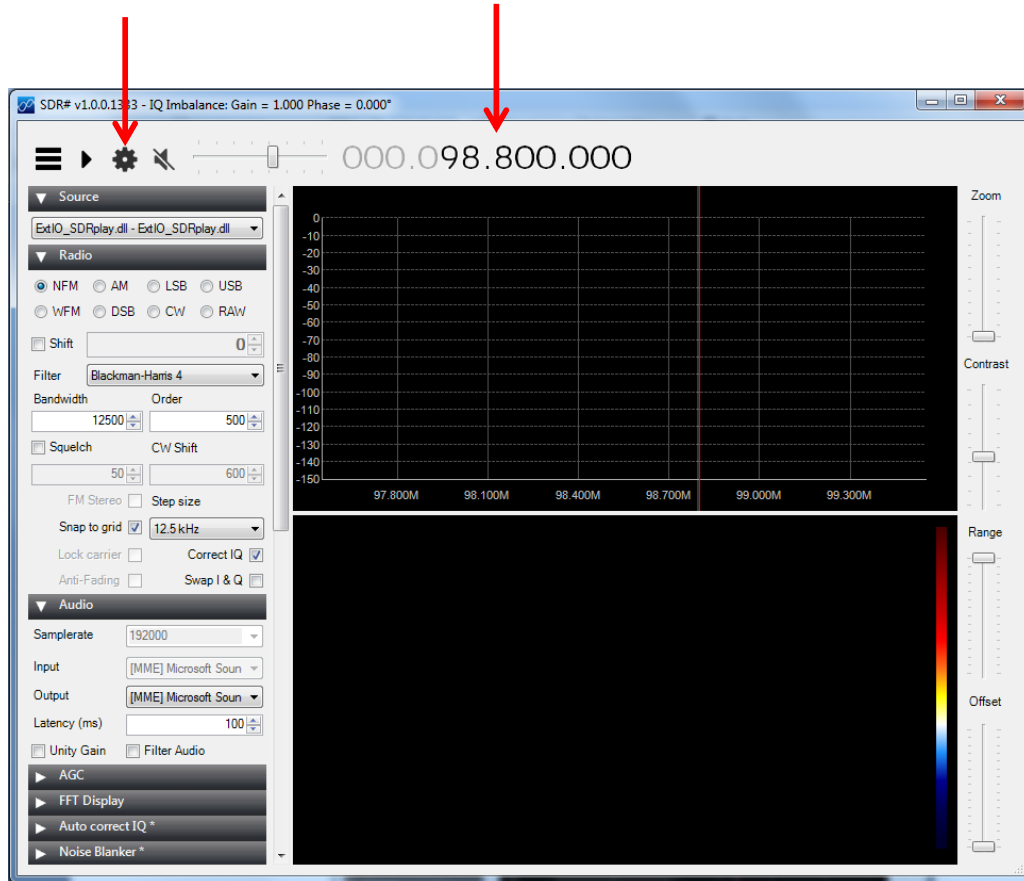 SDR# v1.0.0.1333 - IQ Imbalance: Gain = 1.000 Phase = 0.000°
000.098.800.000
Source
ExtIO_SDRplay.dll - ExtIO_SDRplay.dll
Radio
NFM AM LSB USB
WFM DSB CW RAW
Shift 0
Filter Blackman-Harris 4
Bandwidth Order
12500 500
Squelch CW Shift
50 600
FM Stereo Step size
Snap to grid 12.5 kHz
Lock carrier Correct IQ
Anti-Fading Swap I & Q
Audio
Samplerate 192000
Input [MME] Microsoft Soun
Output [MME] Microsoft Soun
Latency (ms) 100
Unity Gain Filter Audio
AGC
FFT Display
Auto correct IQ *
Noise Blanker *
0
-10
-20
-30
-40
-50
-60
-70
-80
-90
-100
-110
-120
-130
-140
-150
97.800M 98.100M 98.400M 98.700M 99.000M 99.300M
Zoom
Contrast
Range
Offset